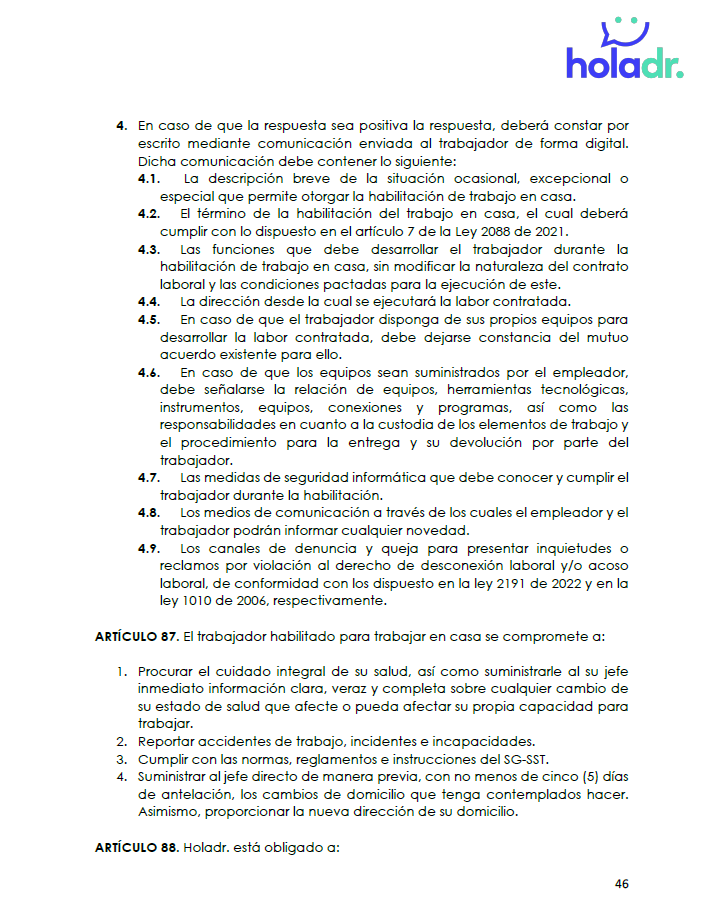 holadr.
4. En caso de que la respuesta sea positiva la respuesta, deberá constar por
escrito mediante comunicación enviada al trabajador de forma digital.
Dicha comunicación debe contener lo siguiente:
4.1. La descripción breve de la situación ocasional, excepcional o
especial que permite otorgar la habilitación de trabajo en casa.
4.2. El término de la habilitación del trabajo en casa, el cual deberá
cumplir con lo dispuesto en el artículo 7 de la Ley 2088 de 2021.
4.3. Las funciones que debe desarrollar el trabajador durante la
habilitación de trabajo en casa, sin modificar la naturaleza del contrato
laboral y las condiciones pactadas para la ejecución de este.
4.4. La dirección desde la cual se ejecutará la labor contratada.
4.5. En caso de que el trabajador disponga de sus propios equipos para
desarrollar la labor contratada, debe dejarse constancia del mutuo
acuerdo existente para ello.
4.6. En caso de que los equipos sean suministrados por el empleador,
debe señalarse la relación de equipos, herramientas tecnológicas,
instrumentos, equipos, conexiones y programas, así como las
responsabilidades en cuanto a la custodia de los elementos de trabajo y
el procedimiento para la entrega y su devolución por parte del
trabajador.
4.7. Las medidas de seguridad informática que debe conocer y cumplir el
trabajador durante la habilitación.
4.8. Los medios de comunicación a través de los cuales el empleador y el
trabajador podrán informar cualquier novedad.
4.9. Los canales de denuncia y queja para presentar inquietudes o
reclamos por violación al derecho de desconexión laboral y/o acoso
laboral, de conformidad con los dispuesto en la ley 2191 de 2022 y en la
ley 1010 de 2006, respectivamente.
ARTÍCULO 87. El trabajador habilitado para trabajar en casa se compromete a:
1. Procurar el cuidado integral de su salud, así como suministrarle al su jefe
inmediato información clara, veraz y completa sobre cualquier cambio de
su estado de salud que afecte o pueda afectar su propia capacidad para
trabajar.
2. Reportar accidentes de trabajo, incidentes e incapacidades.
3. Cumplir con las normas, reglamentos e instrucciones del SG-SST.
4. Suministrar al jefe directo de manera previa, con no menos de cinco (5) días
de antelación, los cambios de domicilio que tenga contemplados hacer.
Asimismo, proporcionar la nueva dirección de su domicilio.
ARTÍCULO 88. Holadr. está obligado a:
46